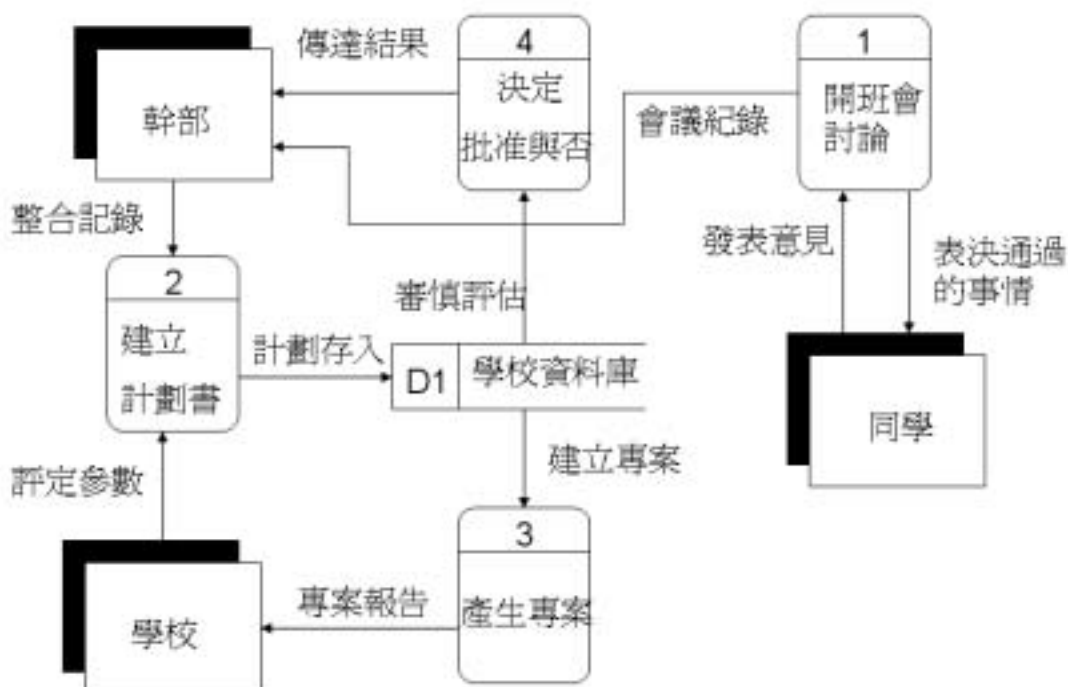 傳達結果
4
決定
批准與否
1
開班會
討論
幹部
會議紀錄
整合記錄
發表意見
表決通過
的事情
2
建立
計劃書
審慎評估
計劃存入
D1
學校資料庫
同學
建立專案
評定參數
3
產生專案
專案報告
學校